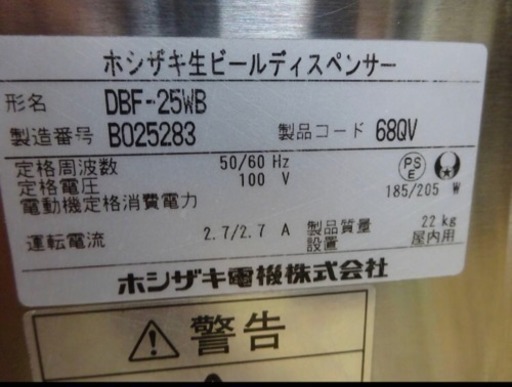 ホシザキ生ビールディスペンサー
形名 DBF-25WB
製造番号 B025283 製品コード 68QV
定格周波数 50/60 Hz
定格電圧 100 V
PSE
電動機定格消費電力 185/205 W
運転電流 2.7/2.7 A 製品質量 22 kg
設置 屋内用
ホシザキ電機株式会社
警告